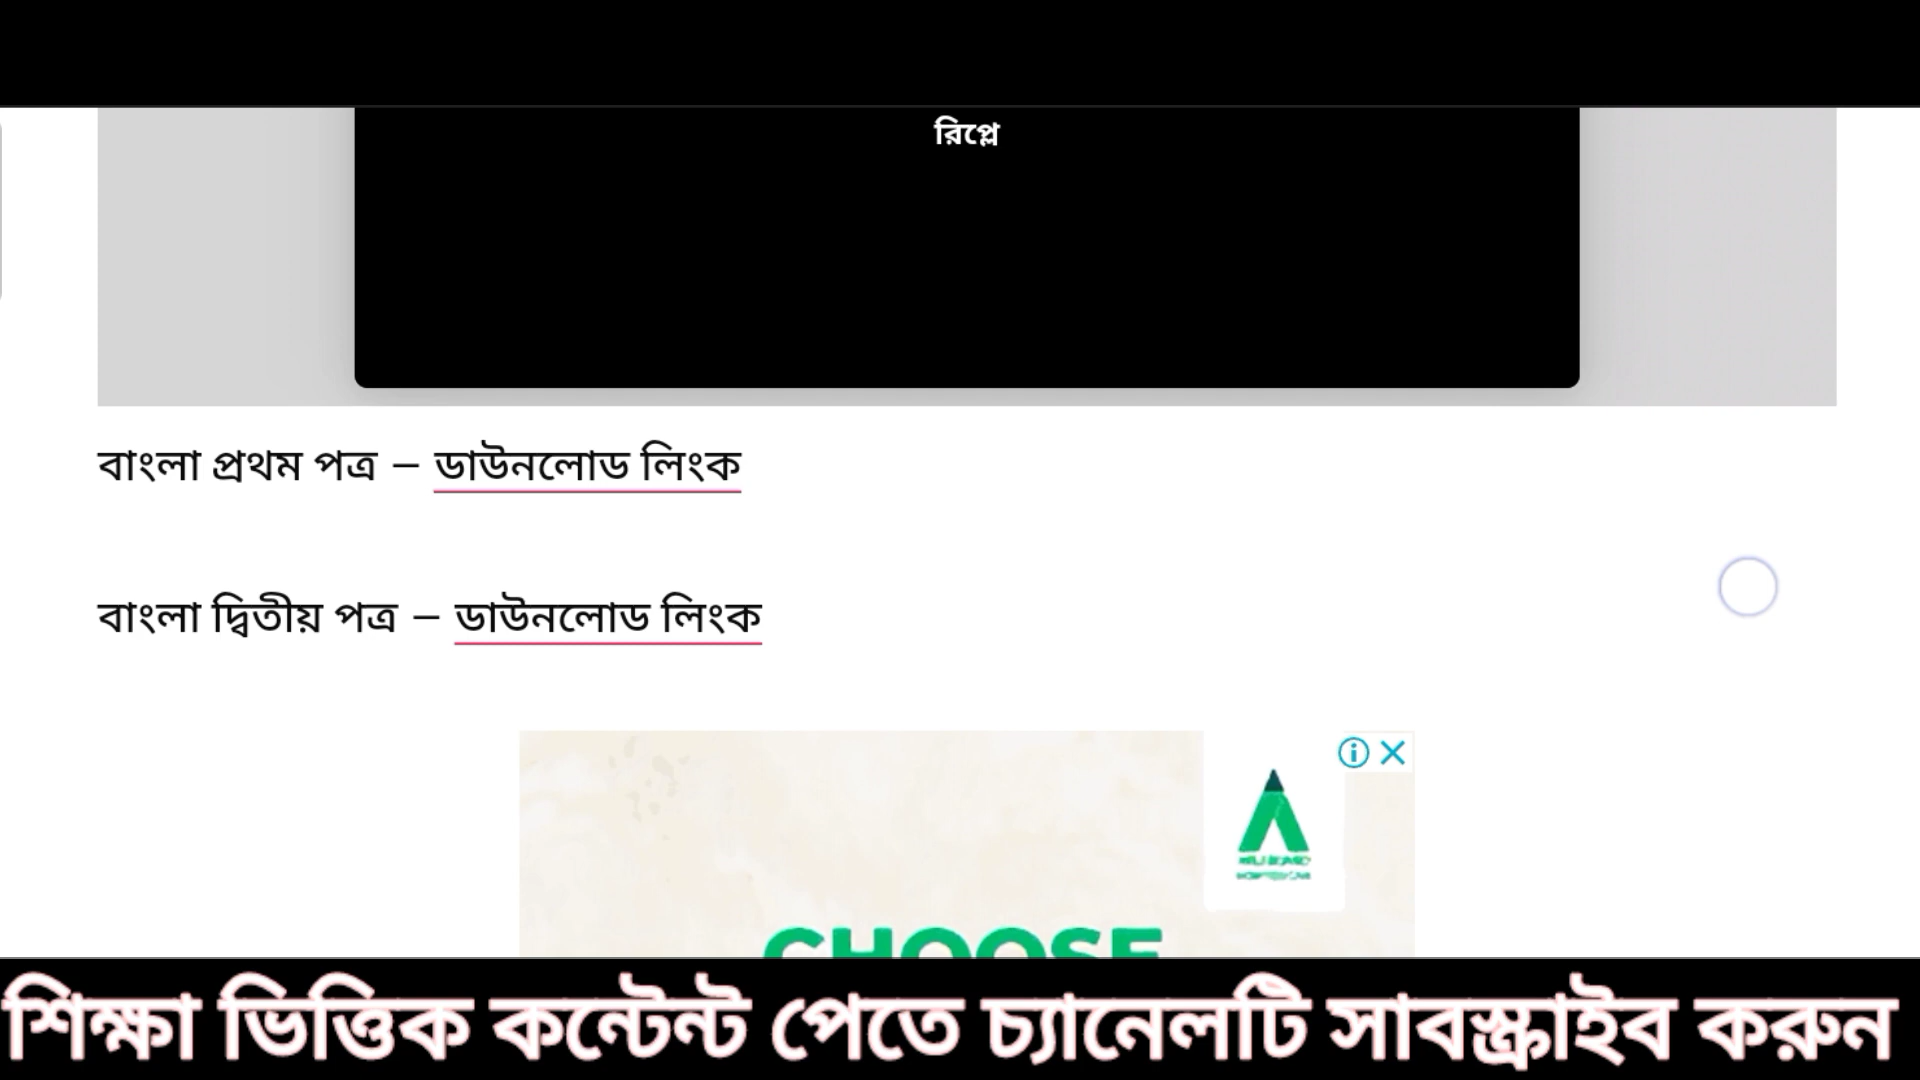 রিপ্লে
বাংলা প্রথম পত্র – ডাউনলোড লিংক
বাংলা দ্বিতীয় পত্র – ডাউনলোড লিংক
CHOOSE
শিক্ষা ভিত্তিক কন্টেন্ট পেতে চ্যানেলটি সাবস্ক্রাইব করুন